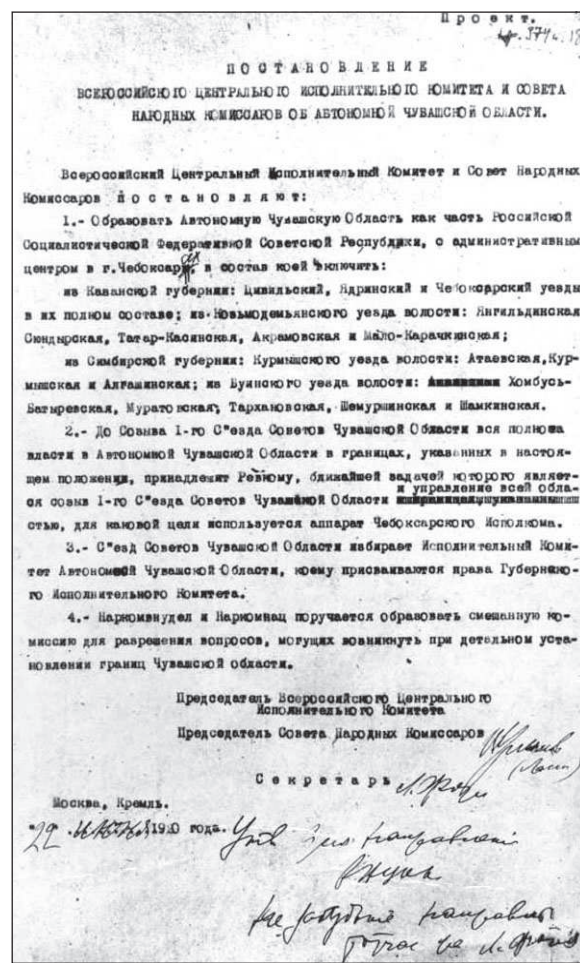 Проект.
П О С Т А Н О В Л Е Н И Е
ВСЕРОССИЙСКОГО ЦЕНТРАЛЬНОГО ИСПОЛНИТЕЛЬНОГО КОМИТЕТА И СОВЕТА
НАРОДНЫХ КОМИССАРОВ ОБ АВТОНОМНОЙ ЧУВАШСКОЙ ОБЛАСТИ.
Всероссийский Центральный Исполнительный Комитет и Совет Народных
Комиссаров п о с т а н о в л я ю т:
1.- Образовать Автономную Чувашскую Область как часть Российской
Социалистической Федеративной Советской Республики, с административным
центром в г.Чебоксарах, в состав коей включить:
из Казанской губернии: Цивильский, Ядринский и Чебоксарский уезды
в их полном составе; из Козьмодемьянского уезда волости: Янгильдинская
Сюндырская, Татар-Касинская, Акрамовская и Мало-Карачкинская;
из Симбирской губернии: Курмышского уезда волости: Атаевская,Кур-
мышская и Алгашинская; из Буинского уезда волости: Хомбусь-
Батыревская, Муратовская, Тархановская, Шемуршинская и Шамкинская.
2.- До Созыва 1-го С"езда Советов Чувашской Области вся полнота
власти в Автономной Чувашской Области в границах, указанных в настоя-
щем положении, принадлежит Ревкому, ближайшей задачей которого являет-
и управление всей обла-
ся созыв 1-го С"езда Советов Чувашской Области
стью, для каковой цели используется аппарат Чебоксарского Исполкома.
3.- С"езд Советов Чувашской Области избирает Исполнительный Коми-
тет Автономной Чувашской Области, коему присваиваются права Губернско-
го Исполнительного Комитета.
4.- Наркомвнудел и Наркомнац поручается образовать смешанную ко-
миссию для разрешения вопросов, могущих возникнуть при детальном уста-
новлении границ Чувашской области.
Председатель Всероссийского Центрального
Исполнительного Комитета
Председатель Совета Народных Комиссаров
С е к р е т а р ь
Москва, Кремль.
"22". июня 1920 года.